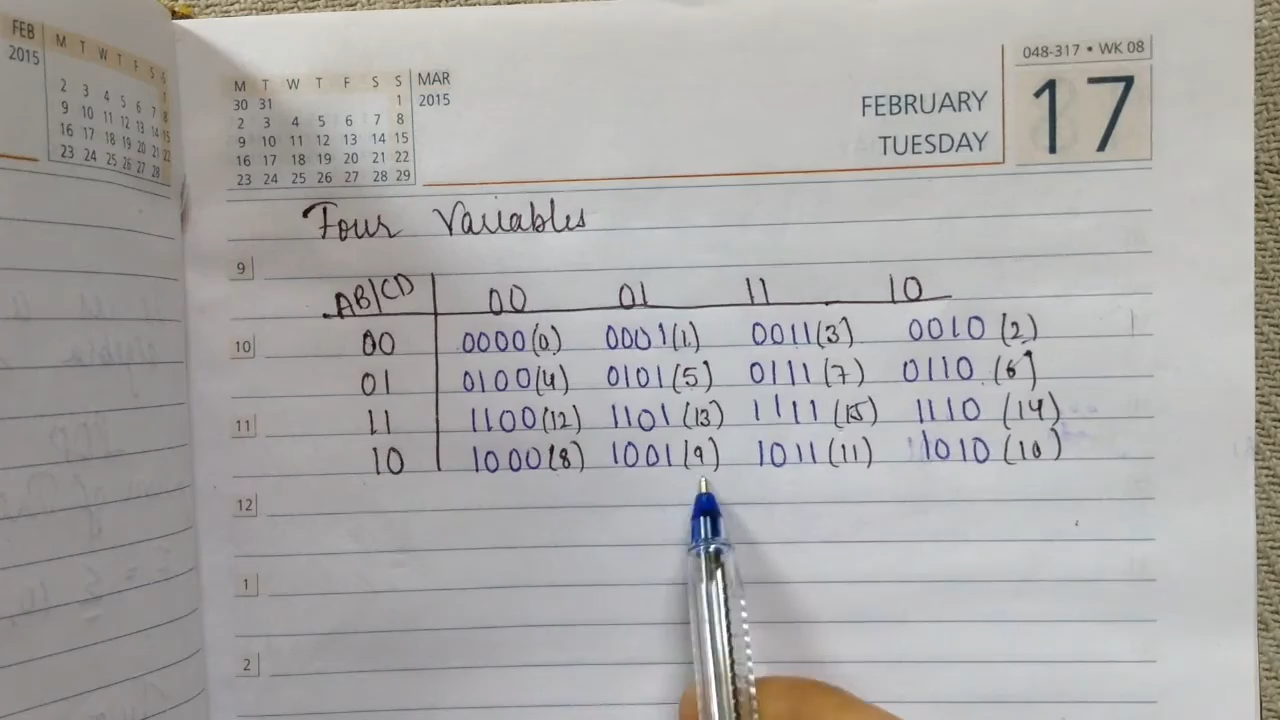 FEB
2015
M T W T F S S
1
2 3 4 5 6 7 8
9 10 11 12 13 14 15
16 17 18 19 20 21 22
23 24 25 26 27 28
M T W T F S S
30 31 1
2 3 4 5 6 7 8
9 10 11 12 13 14 15
16 17 18 19 20 21 22
23 24 25 26 27 28 29
MAR
2015
FEBRUARY
TUESDAY
048-317 • WK 08
17
Four Variables
9
AB/CD 00 01 11 10
10
00 0000(0) 0001(1) 0011(3) 0010 (2)
01 0100(4) 0101(5) 0111(7) 0110 (6)
11
11 1100(12) 1101(13) 1111(15) 1110 (14)
10 1000(8) 1001(9) 1011(11) 1010 (10)
12
1
2